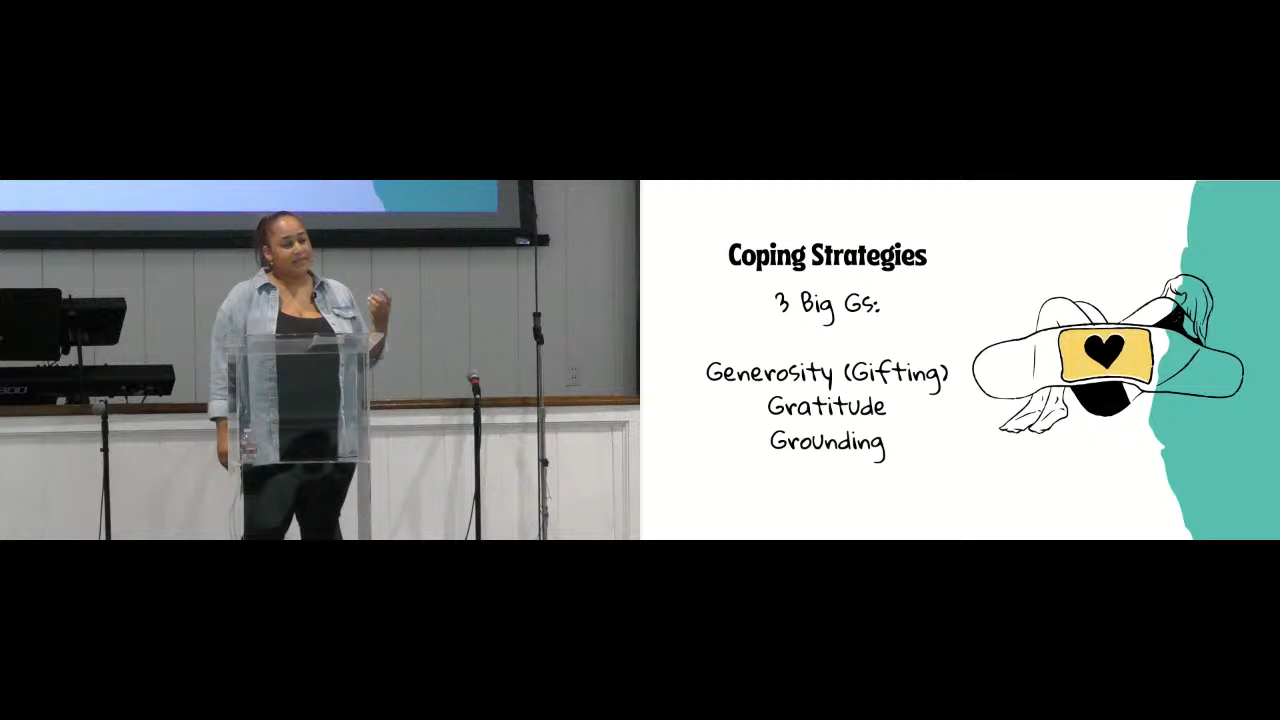 Coping Strategies
3 Big Gs:
Generosity (Gifting)
Gratitude
Grounding